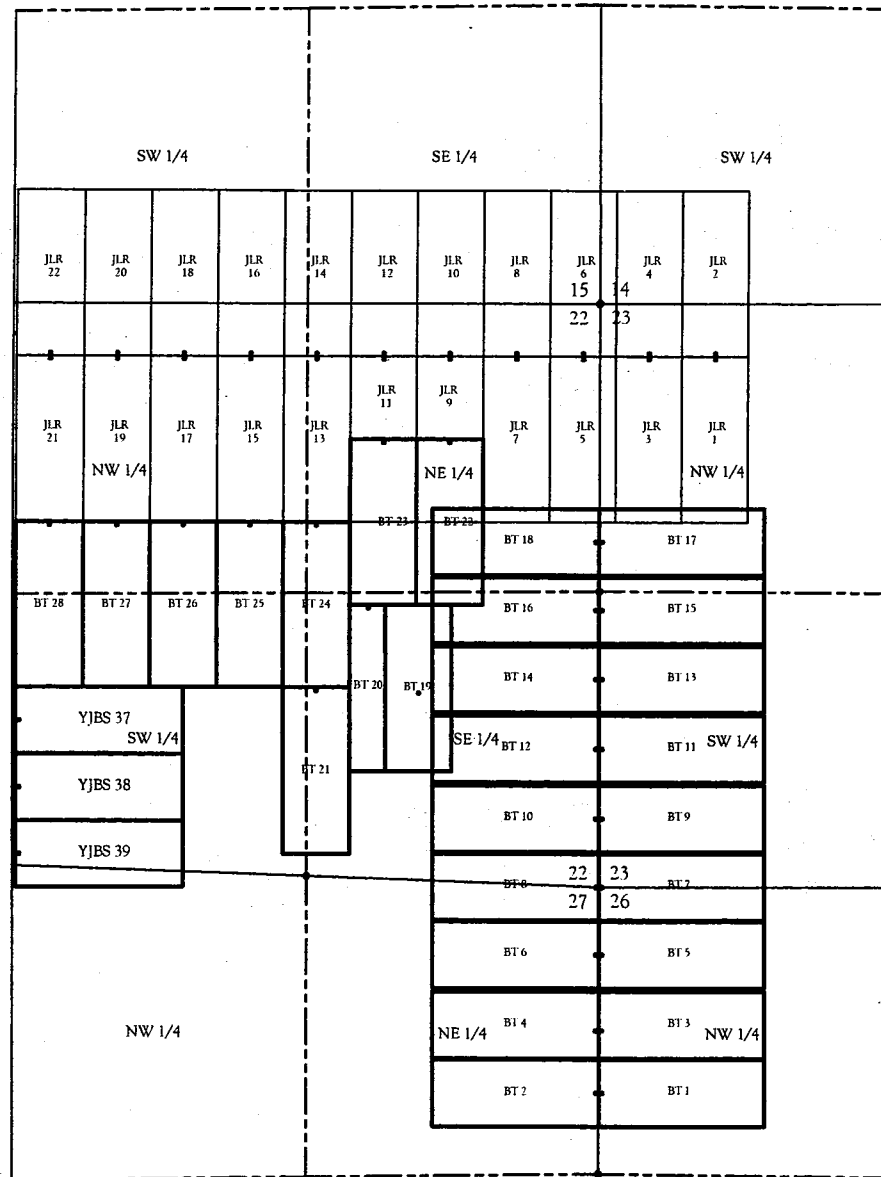 SW 1/4 SE 1/4 SW 1/4
JLR JLR JLR JLR JLR JLR JLR JLR JLR JLR JLR
22 20 18 16 14 12 10 8 6 4 2
15 14
22 23
JLR JLR
11 9
JLR JLR JLR JLR JLR JLR JLR JLR JLR
21 19 17 15 13 7 5 3 1
NW 1/4 NE 1/4 NW 1/4
BT 23 BT 22
BT 18 BT 17
BT 28 BT 27 BT 26 BT 25 BT 24 BT 16 BT 15
BT 20 BT 19 BT 14 BT 13
YJBS 37
SW 1/4 SE 1/4 SW 1/4
BT 21 BT 12 BT 11
YJBS 38
BT 10 BT 9
YJBS 39
22 23
BT 8 BT 7
27 26
BT 6 BT 5
BT 4 BT 3
NW 1/4 NE 1/4 NW 1/4
BT 2 BT 1